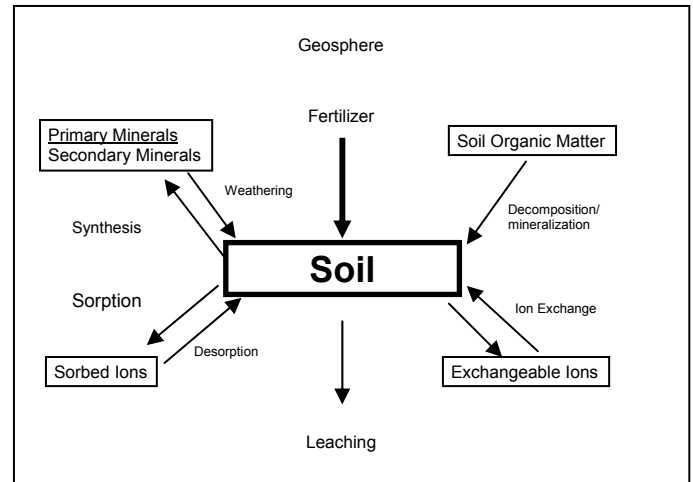 Geosphere
Fertilizer
Primary Minerals
Secondary Minerals
Soil Organic Matter
Weathering
Decomposition/
mineralization
Synthesis
Soil
Sorption
Ion Exchange
Desorption
Sorbed Ions
Exchangeable Ions
Leaching